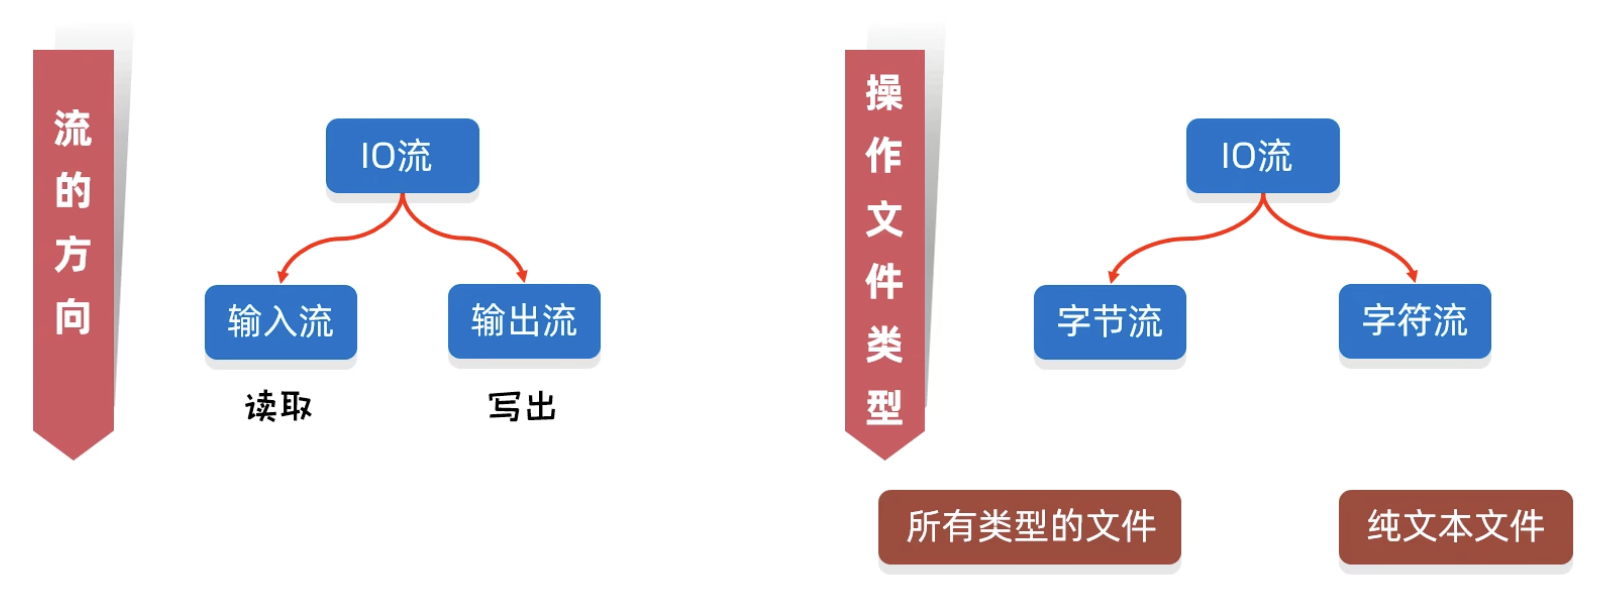 流的方向
IO流
输入流
输出流
读取
写出
操作文件类型
IO流
字节流
字符流
所有类型的文件
纯文本文件